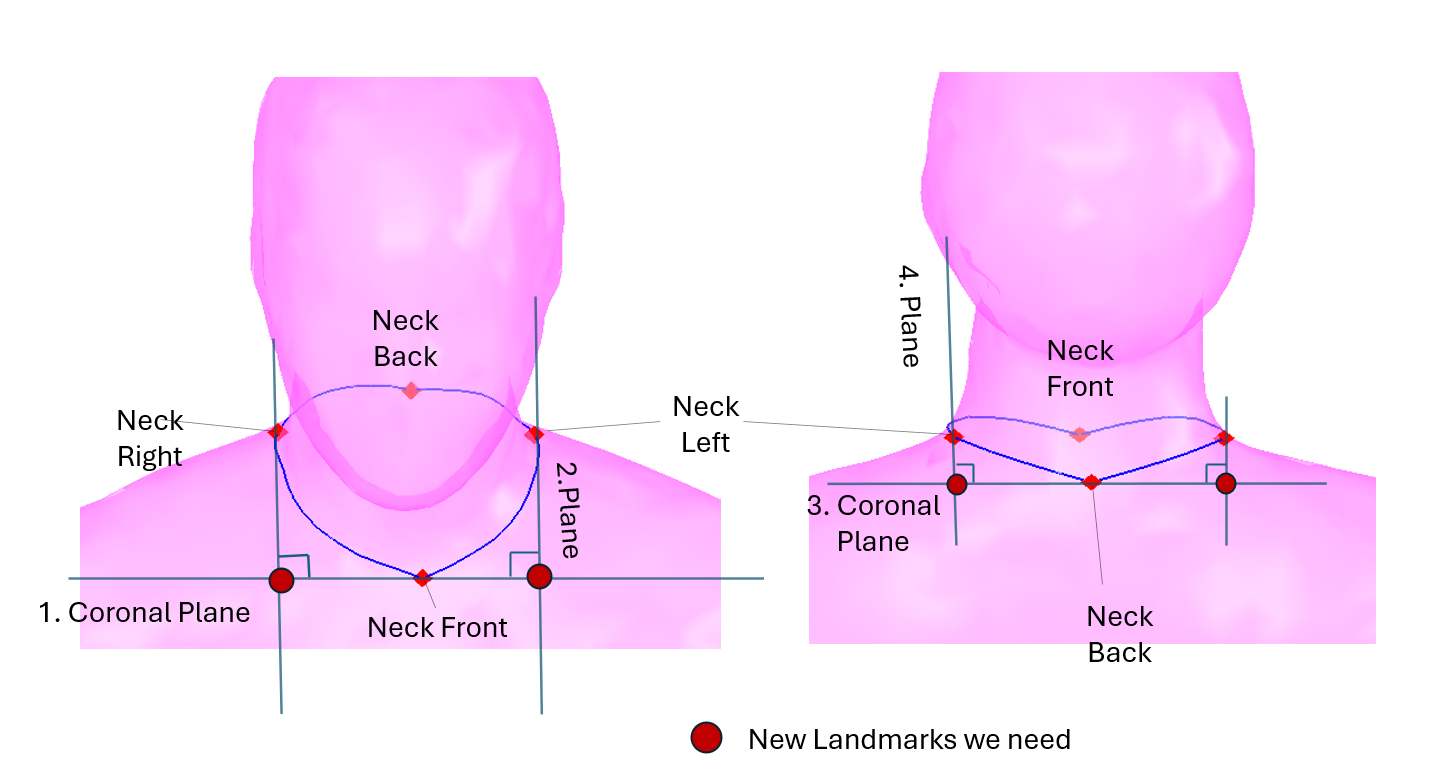 Neck
Back
Neck
Right
2.Plane
1. Coronal Plane
Neck Front
Neck
Left
4. Plane
Neck
Front
3. Coronal
Plane
Neck
Back
New Landmarks we need